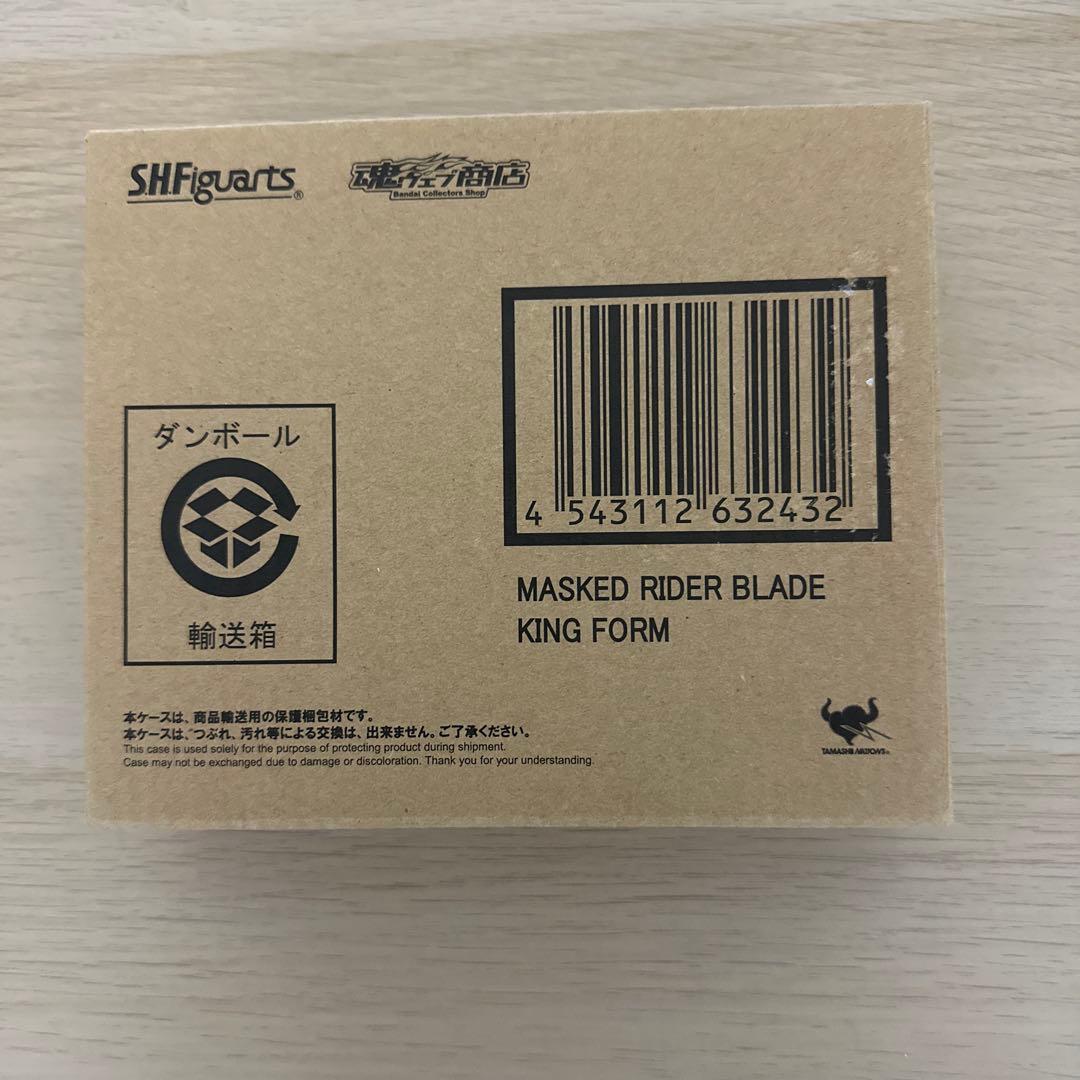 S.H.Figuarts®
魂ウェブ商店
Bandai Collectors Shop
4 543112 632432
MASKED RIDER BLADE
KING FORM
ダンボール
輸送箱
本ケースは、商品輸送用の保護梱包材です。
本ケースは、つぶれ、汚れ等による交換は、出来ません。ご了承ください。
This case is used solely for the purpose of protecting product during shipment.
Case may not be exchanged due to damage or discoloration. Thank you for your understanding.
TAMASHII NATIONS®